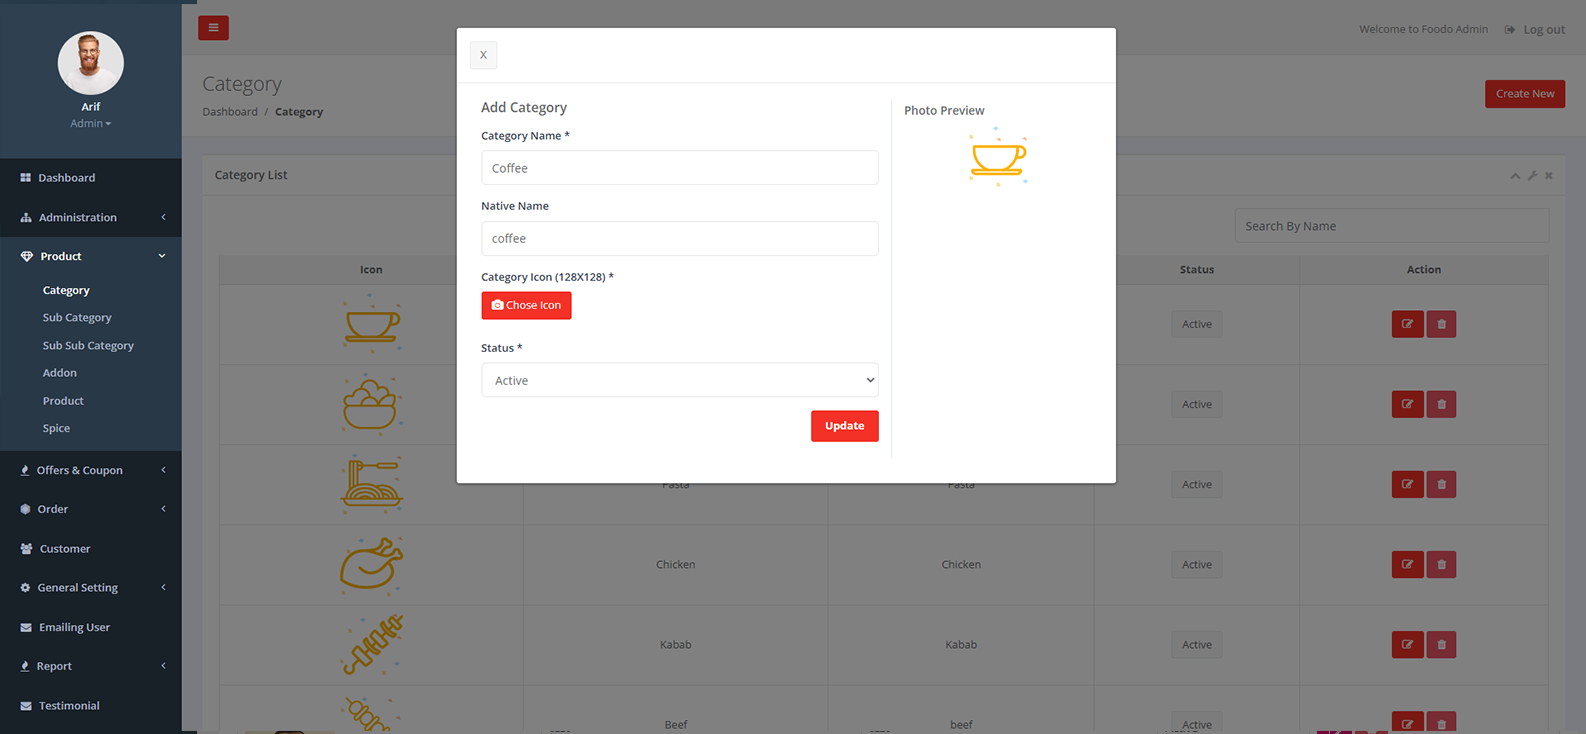 Arif
Admin
Dashboard
Administration
Product
Category
Sub Category
Sub Sub Category
Addon
Product
Spice
Offers & Coupon
Order
Customer
General Setting
Emailing User
Report
Testimonial
Welcome to Foodo Admin
Log out
Category
Dashboard / Category
Create New
Category List
Search By Name
Icon Status Action
Active
Active
Pasta Pasta Active
Chicken Chicken Active
Kabab Kabab Active
Beef beef Active
X
Add Category
Category Name *
Coffee
Native Name
coffee
Category Icon (128X128) *
Chose Icon
Status *
Active
Update
Photo Preview